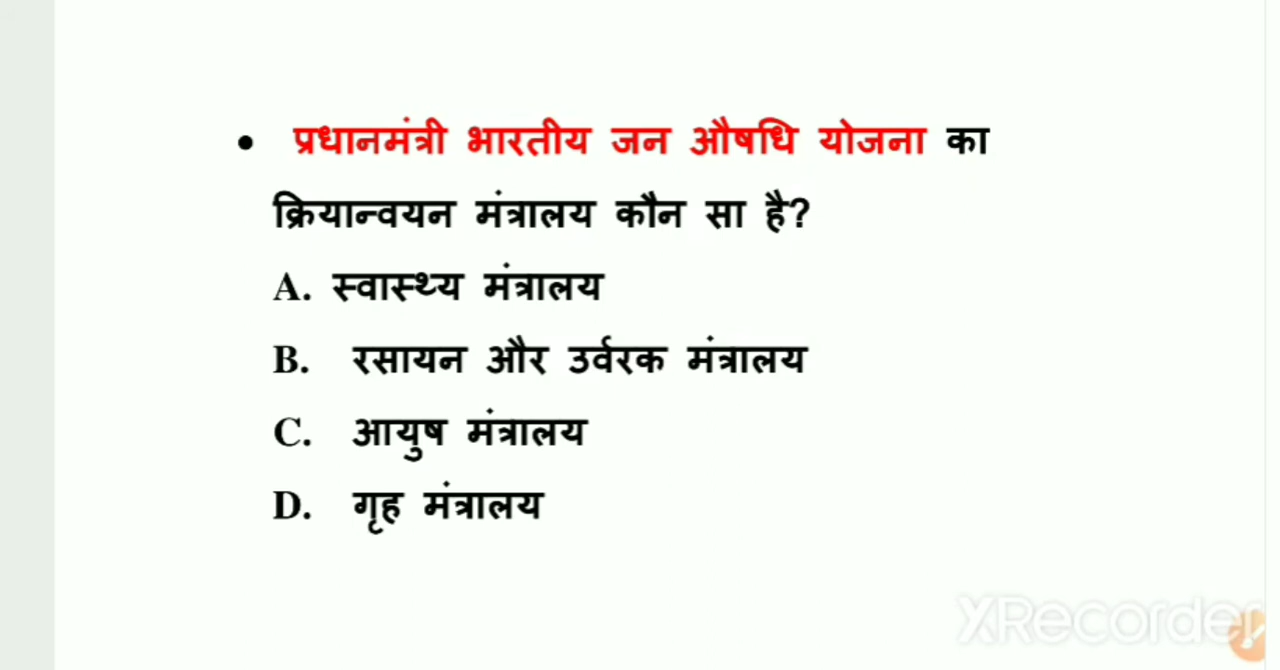 • प्रधानमंत्री भारतीय जन औषधि योजना का
क्रियान्वयन मंत्रालय कौन सा है?
A. स्वास्थ्य मंत्रालय
B. रसायन और उर्वरक मंत्रालय
C. आयुष मंत्रालय
D. गृह मंत्रालय
XRecorder